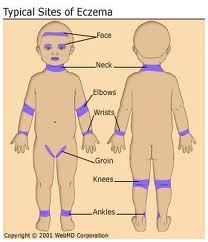 Typical Sites of Eczema
Face
Neck
Elbows
Wrists
Groin
Knees
Ankles
Copyright © 2001 WebMD Corporation